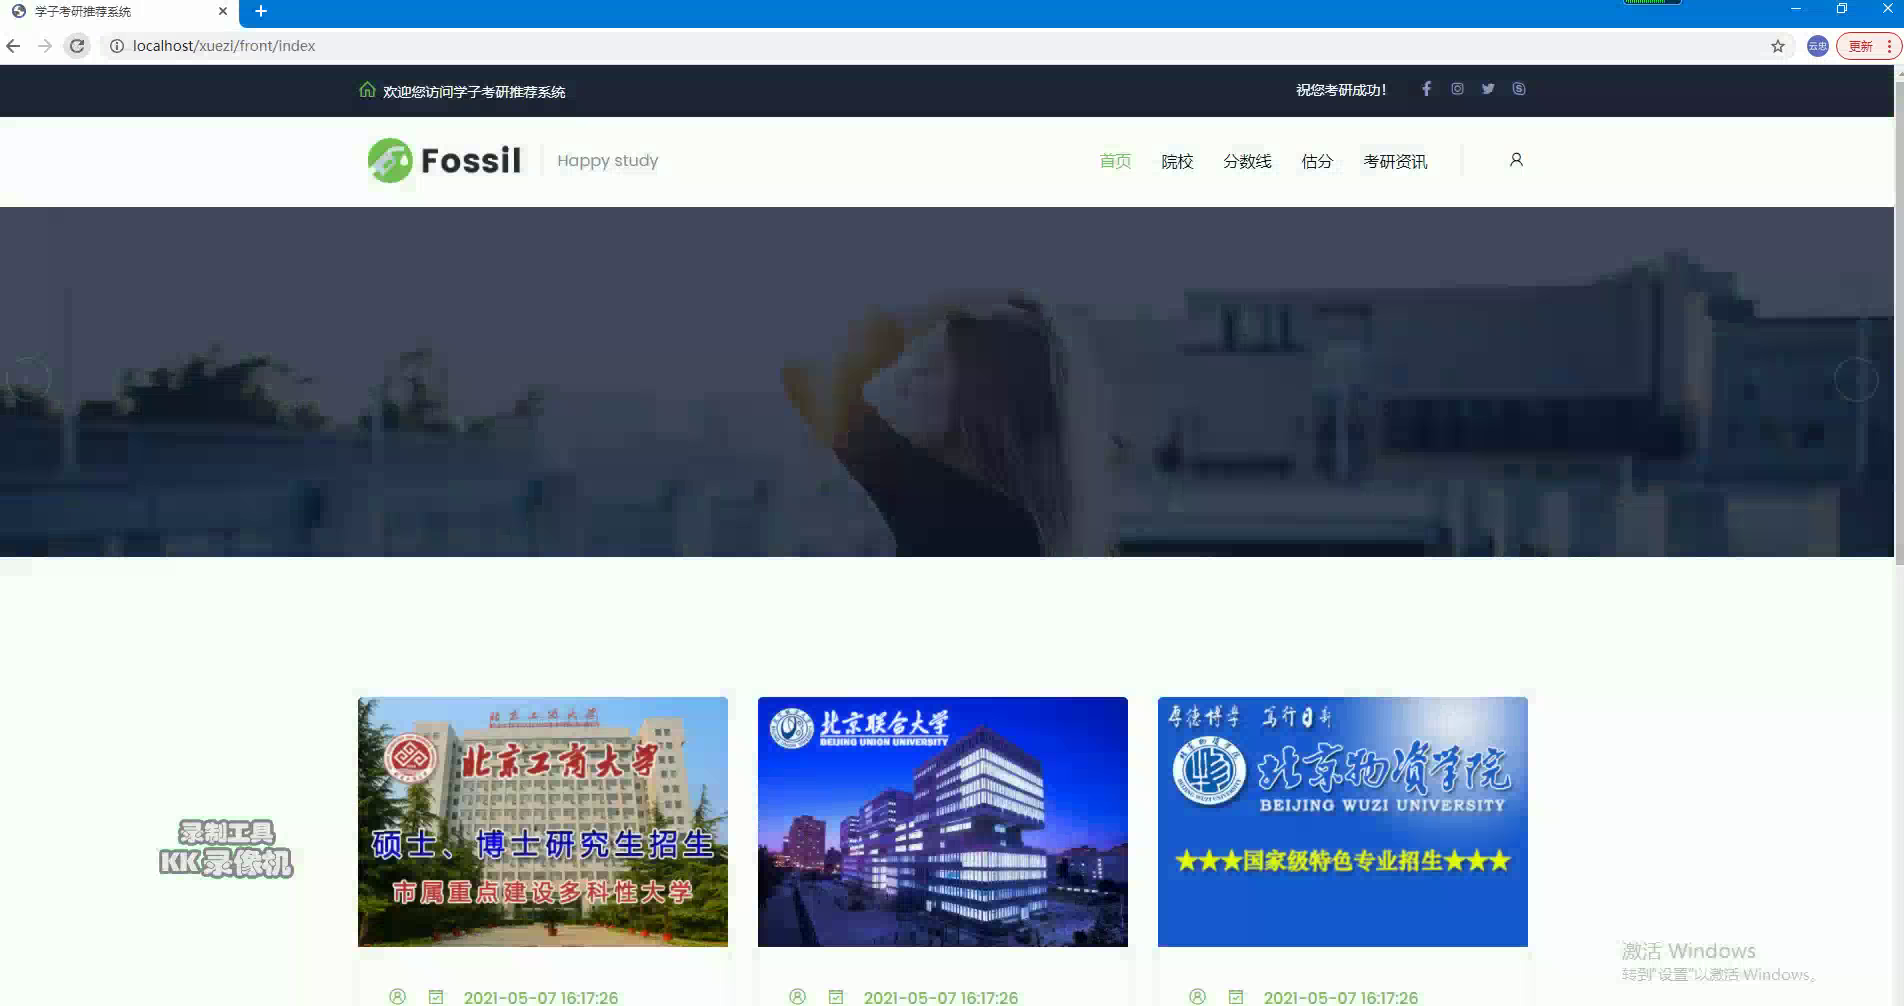 学子考研推荐系统
localhost/xuezi/front/index
云忠
更新
欢迎您访问学子考研推荐系统
祝您考研成功!
Fossil
Happy study
首页 院校 分数线 估分 考研资讯
北京工商大学
北京工商大学
硕士、博士研究生招生
市属重点建设多科性大学
北京联合大学
BEIJING UNION UNIVERSITY
厚德博学 笃行日新
北京物资学院
BEIJING WUZI UNIVERSITY
★★★国家级特色专业招生★★★
录制工具
KK录像机
2021-05-07 16:17:26
2021-05-07 16:17:26
2021-05-07 16:17:26
激活 Windows
转到"设置"以激活 Windows。